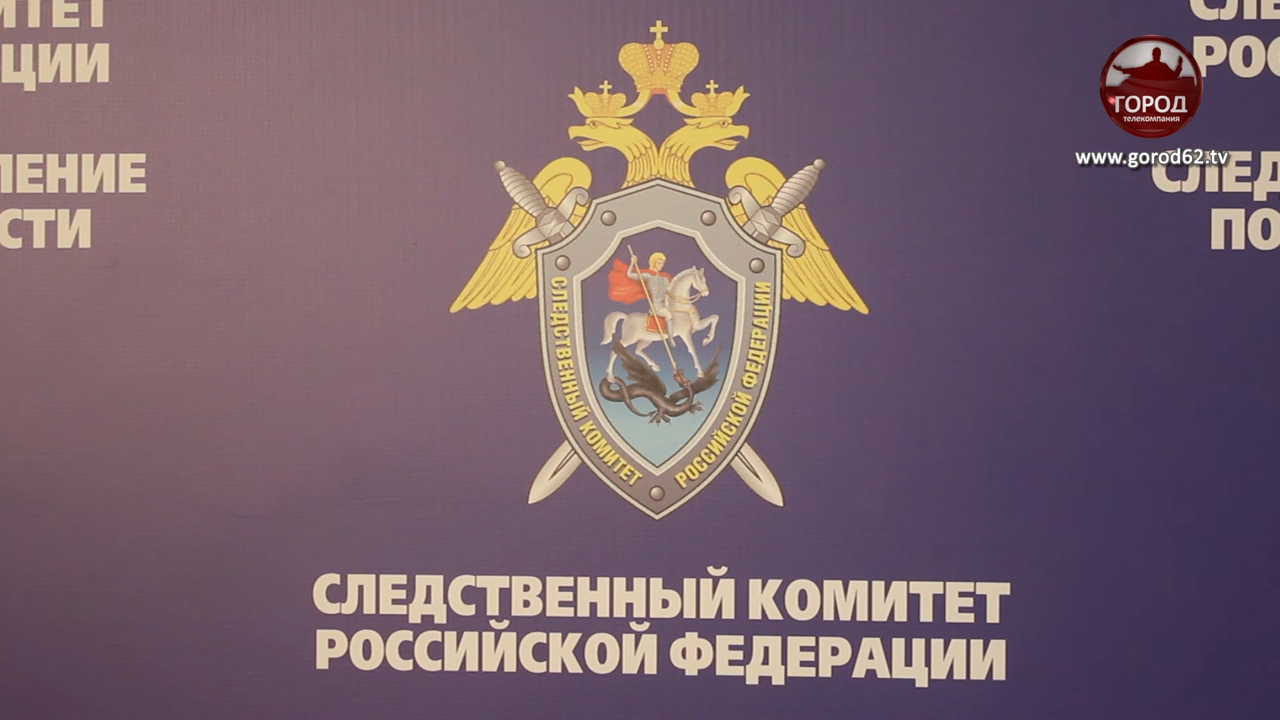 СЛЕДСТВЕННЫЙ КОМИТЕТ
РОССИЙСКОЙ ФЕДЕРАЦИИ
СЛЕДСТВЕННЫЙ КОМИТЕТ
РОССИЙСКОЙ ФЕДЕРАЦИИ
ГОРОД
телекомпания
www.gorod62.tv